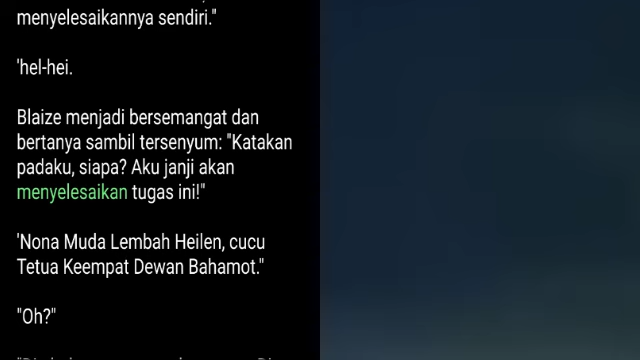 menyelesaikannya sendiri."
'hel-hei.
Blaize menjadi bersemangat dan
bertanya sambil tersenyum: "Katakan
padaku, siapa? Aku janji akan
menyelesaikan tugas ini!"
'Nona Muda Lembah Heilen, cucu
Tetua Keempat Dewan Bahamot."
"Oh?"